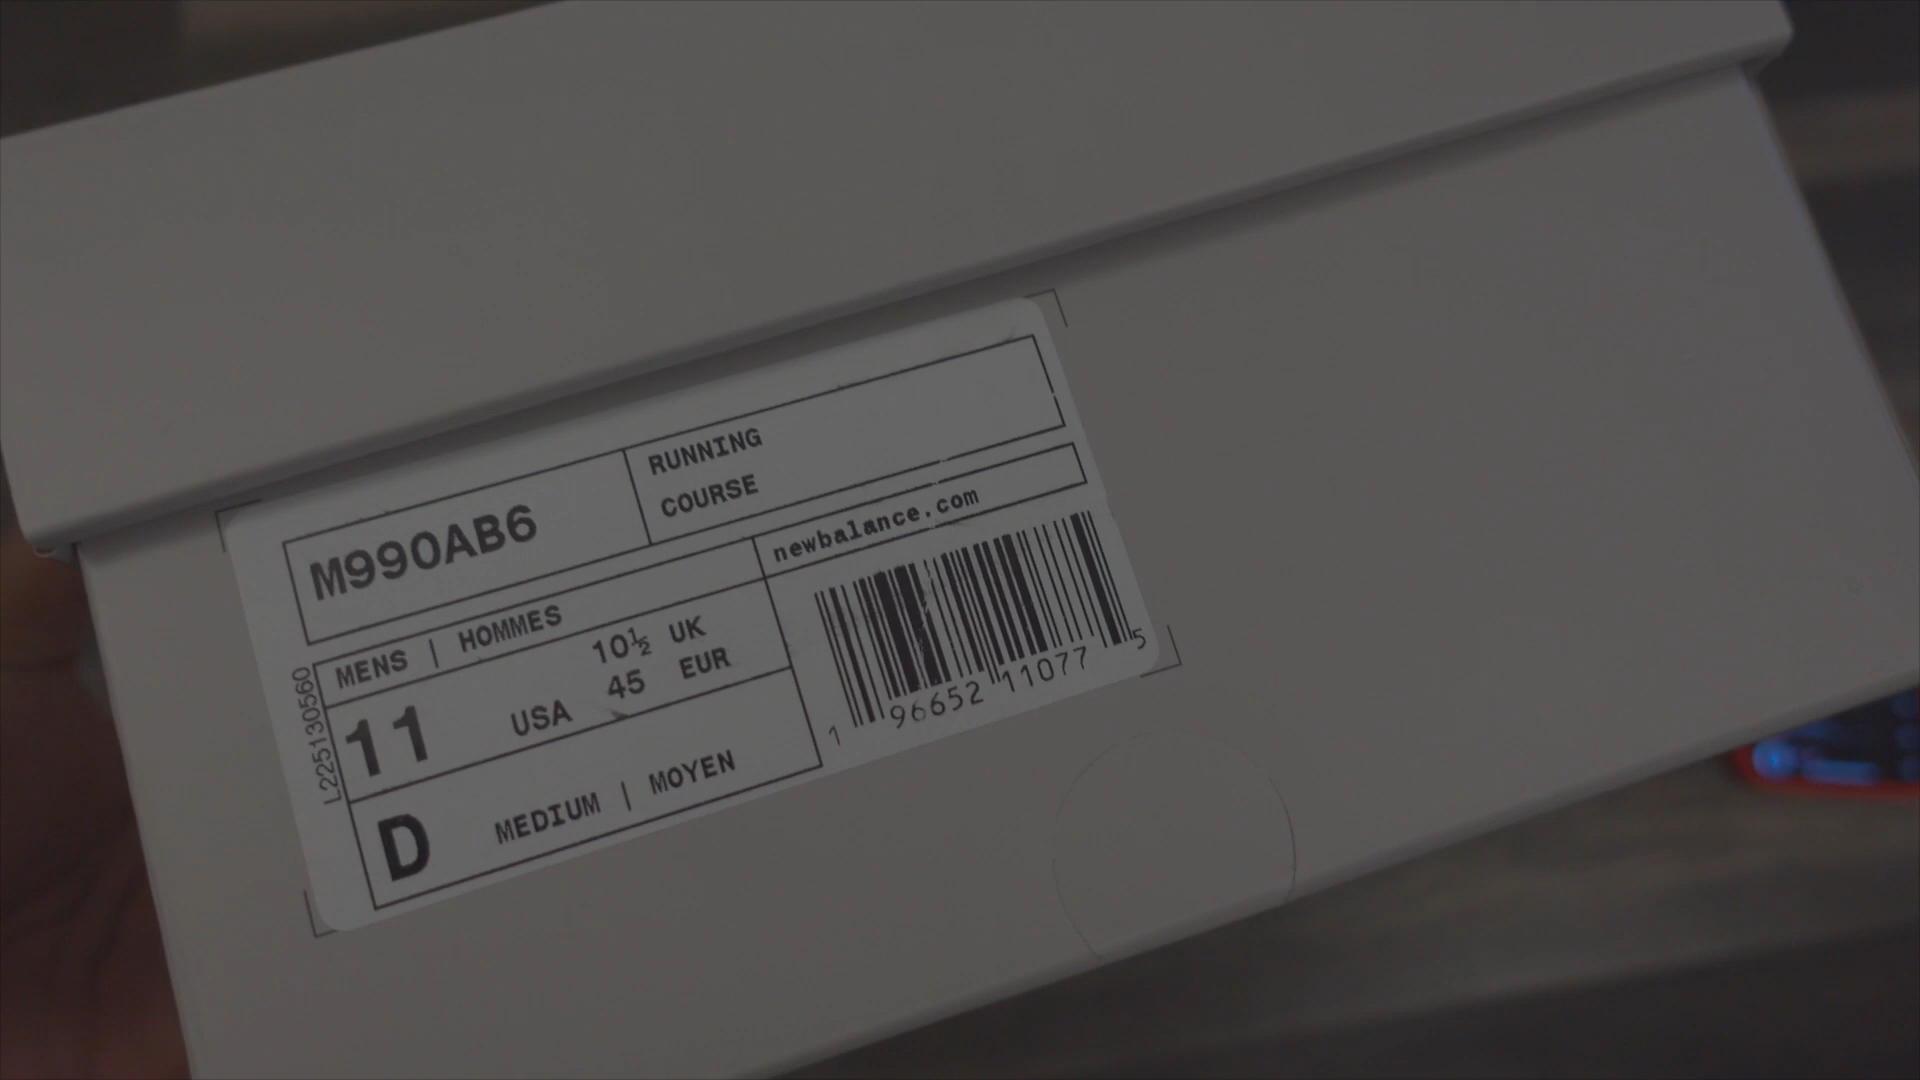 M990AB6
RUNNING
COURSE
newbalance.com
MENS | HOMMES
11 USA
10½ UK
45 EUR
D MEDIUM | MOYEN
L225130560
1 96652 11077 5